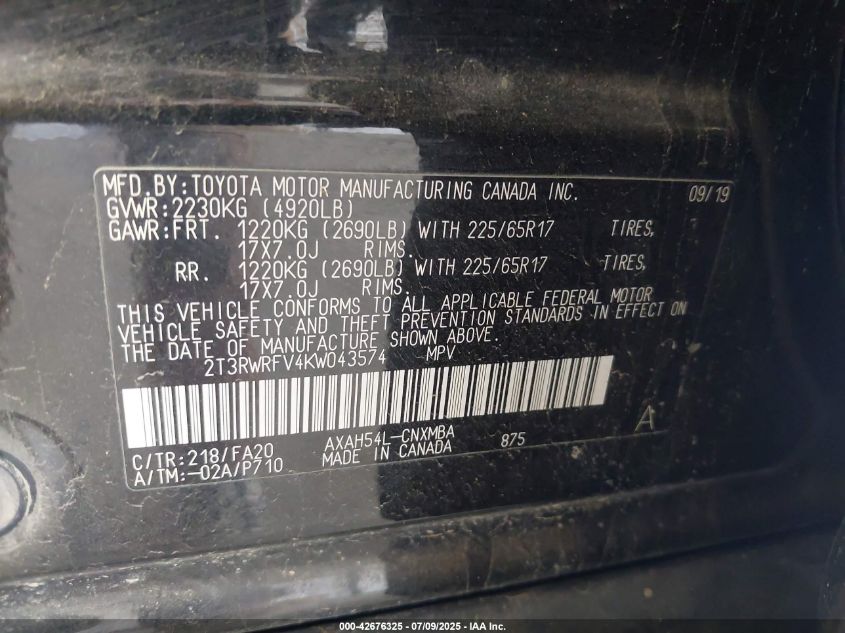 MFD.BY:TOYOTA MOTOR MANUFACTURING CANADA INC. 09/19
GVWR:2230KG (4920LB)
GAWR:FRT. 1220KG (2690LB) WITH 225/65R17 TIRES,
17X7.0J RIMS.
RR. 1220KG (2690LB) WITH 225/65R17 TIRES,
17X7.0J RIMS.
THIS VEHICLE CONFORMS TO ALL APPLICABLE FEDERAL MOTOR
VEHICLE SAFETY AND THEFT PREVENTION STANDARDS IN EFFECT ON
THE DATE OF MANUFACTURE SHOWN ABOVE.
2T3RWRFV4KW043574 MPV
C/TR:218/FA20 AXAH54L-CNXMBA 875 A
A/TM:-02A/P710 MADE IN CANADA
000-42676325 - 07/09/2025 - IAA Inc.